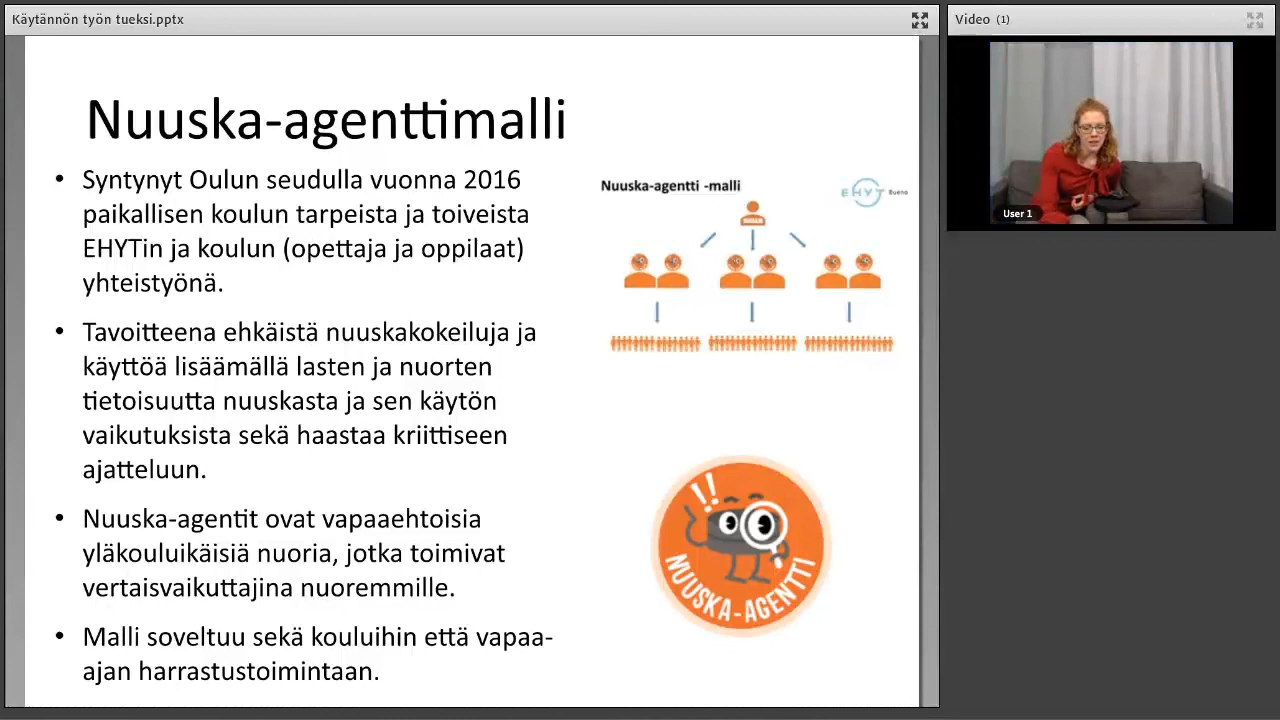 Käytännön työn tueksi.pptx
Video (1)
User 1
Nuuska-agenttimalli
• Syntynyt Oulun seudulla vuonna 2016
paikallisen koulun tarpeista ja toiveista
EHYTin ja koulun (opettaja ja oppilaat)
yhteistyönä.
• Tavoitteena ehkäistä nuuskakokeiluja ja
käyttöä lisäämällä lasten ja nuorten
tietoisuutta nuuskasta ja sen käytön
vaikutuksista sekä haastaa kriittiseen
ajatteluun.
• Nuuska-agentit ovat vapaaehtoisia
yläkouluikäisiä nuoria, jotka toimivat
vertaisvaikuttajina nuoremmille.
• Malli soveltuu sekä kouluihin että vapaa-
ajan harrastustoimintaan.
Nuuska-agentti -malli
EHYT Buena
!!
NUUSKA-AGENTTI